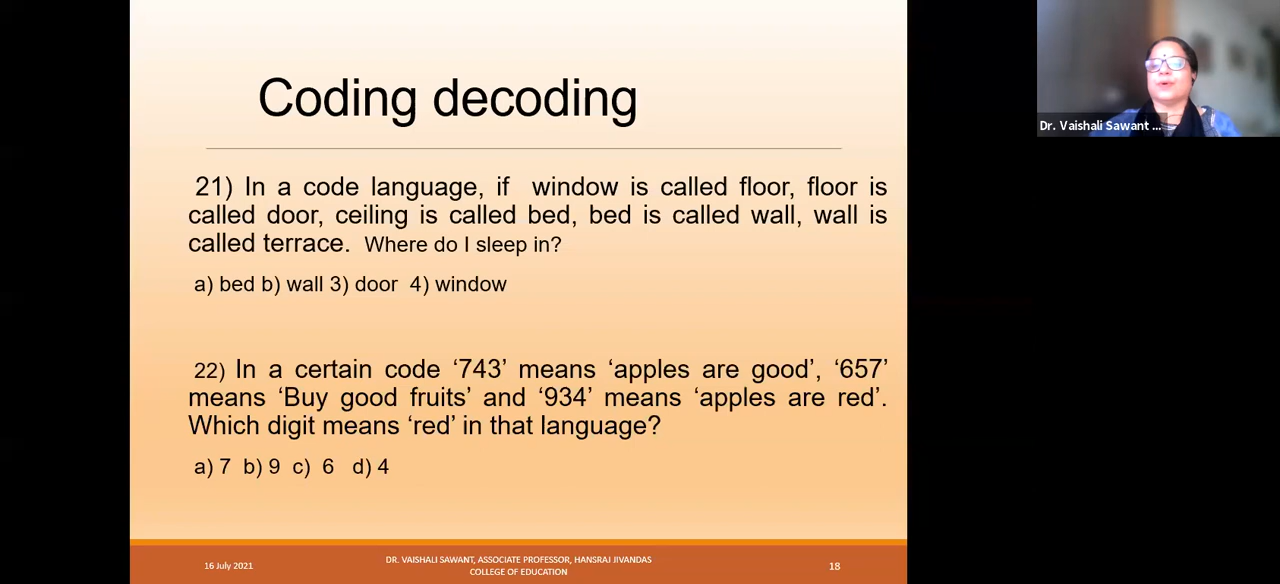 Coding decoding
Dr. Vaishali Sawant ...
21) In a code language, if window is called floor, floor is
called door, ceiling is called bed, bed is called wall, wall is
called terrace. Where do I sleep in?
a) bed b) wall 3) door 4) window
22) In a certain code ‘743’ means ‘apples are good’, ‘657’
means ‘Buy good fruits’ and ‘934’ means ‘apples are red’.
Which digit means ‘red’ in that language?
a) 7 b) 9 c) 6 d) 4
16 July 2021
DR. VAISHALI SAWANT, ASSOCIATE PROFESSOR, HANSRAJ JIVANDAS
COLLEGE OF EDUCATION
18